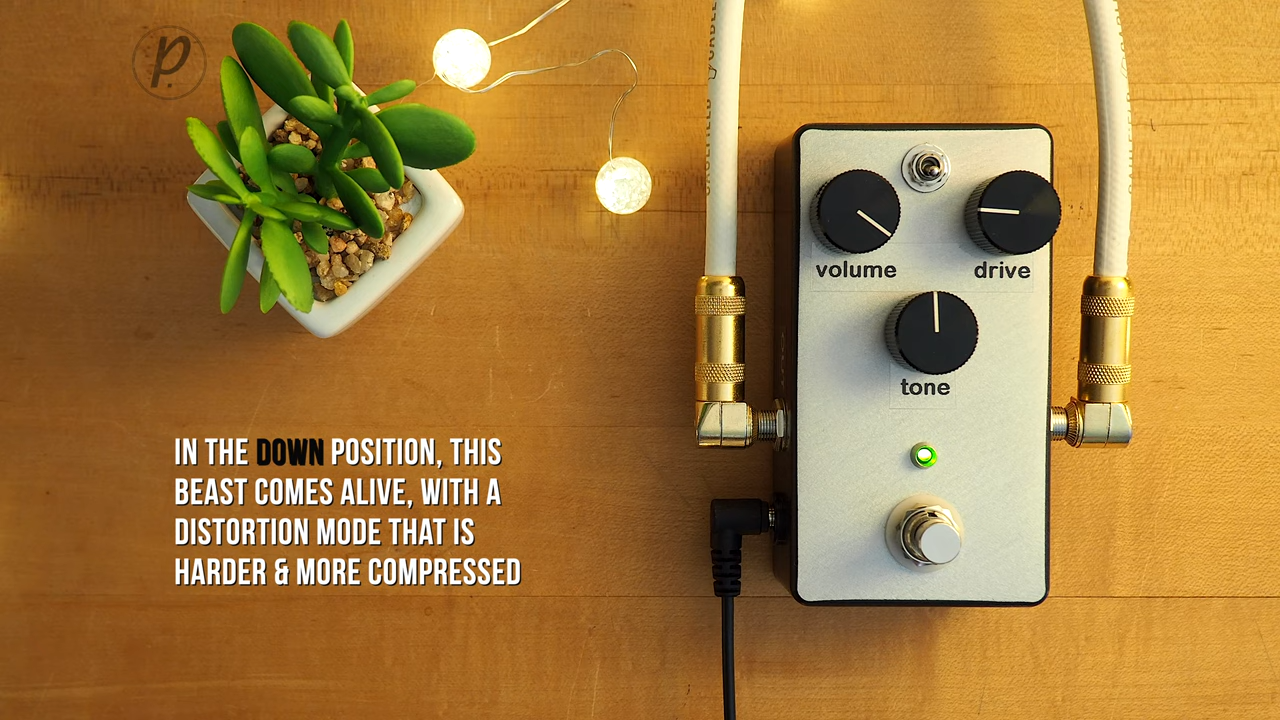 p
volume
drive
tone
IN THE DOWN POSITION, THIS
BEAST COMES ALIVE, WITH A
DISTORTION MODE THAT IS
HARDER & MORE COMPRESSED